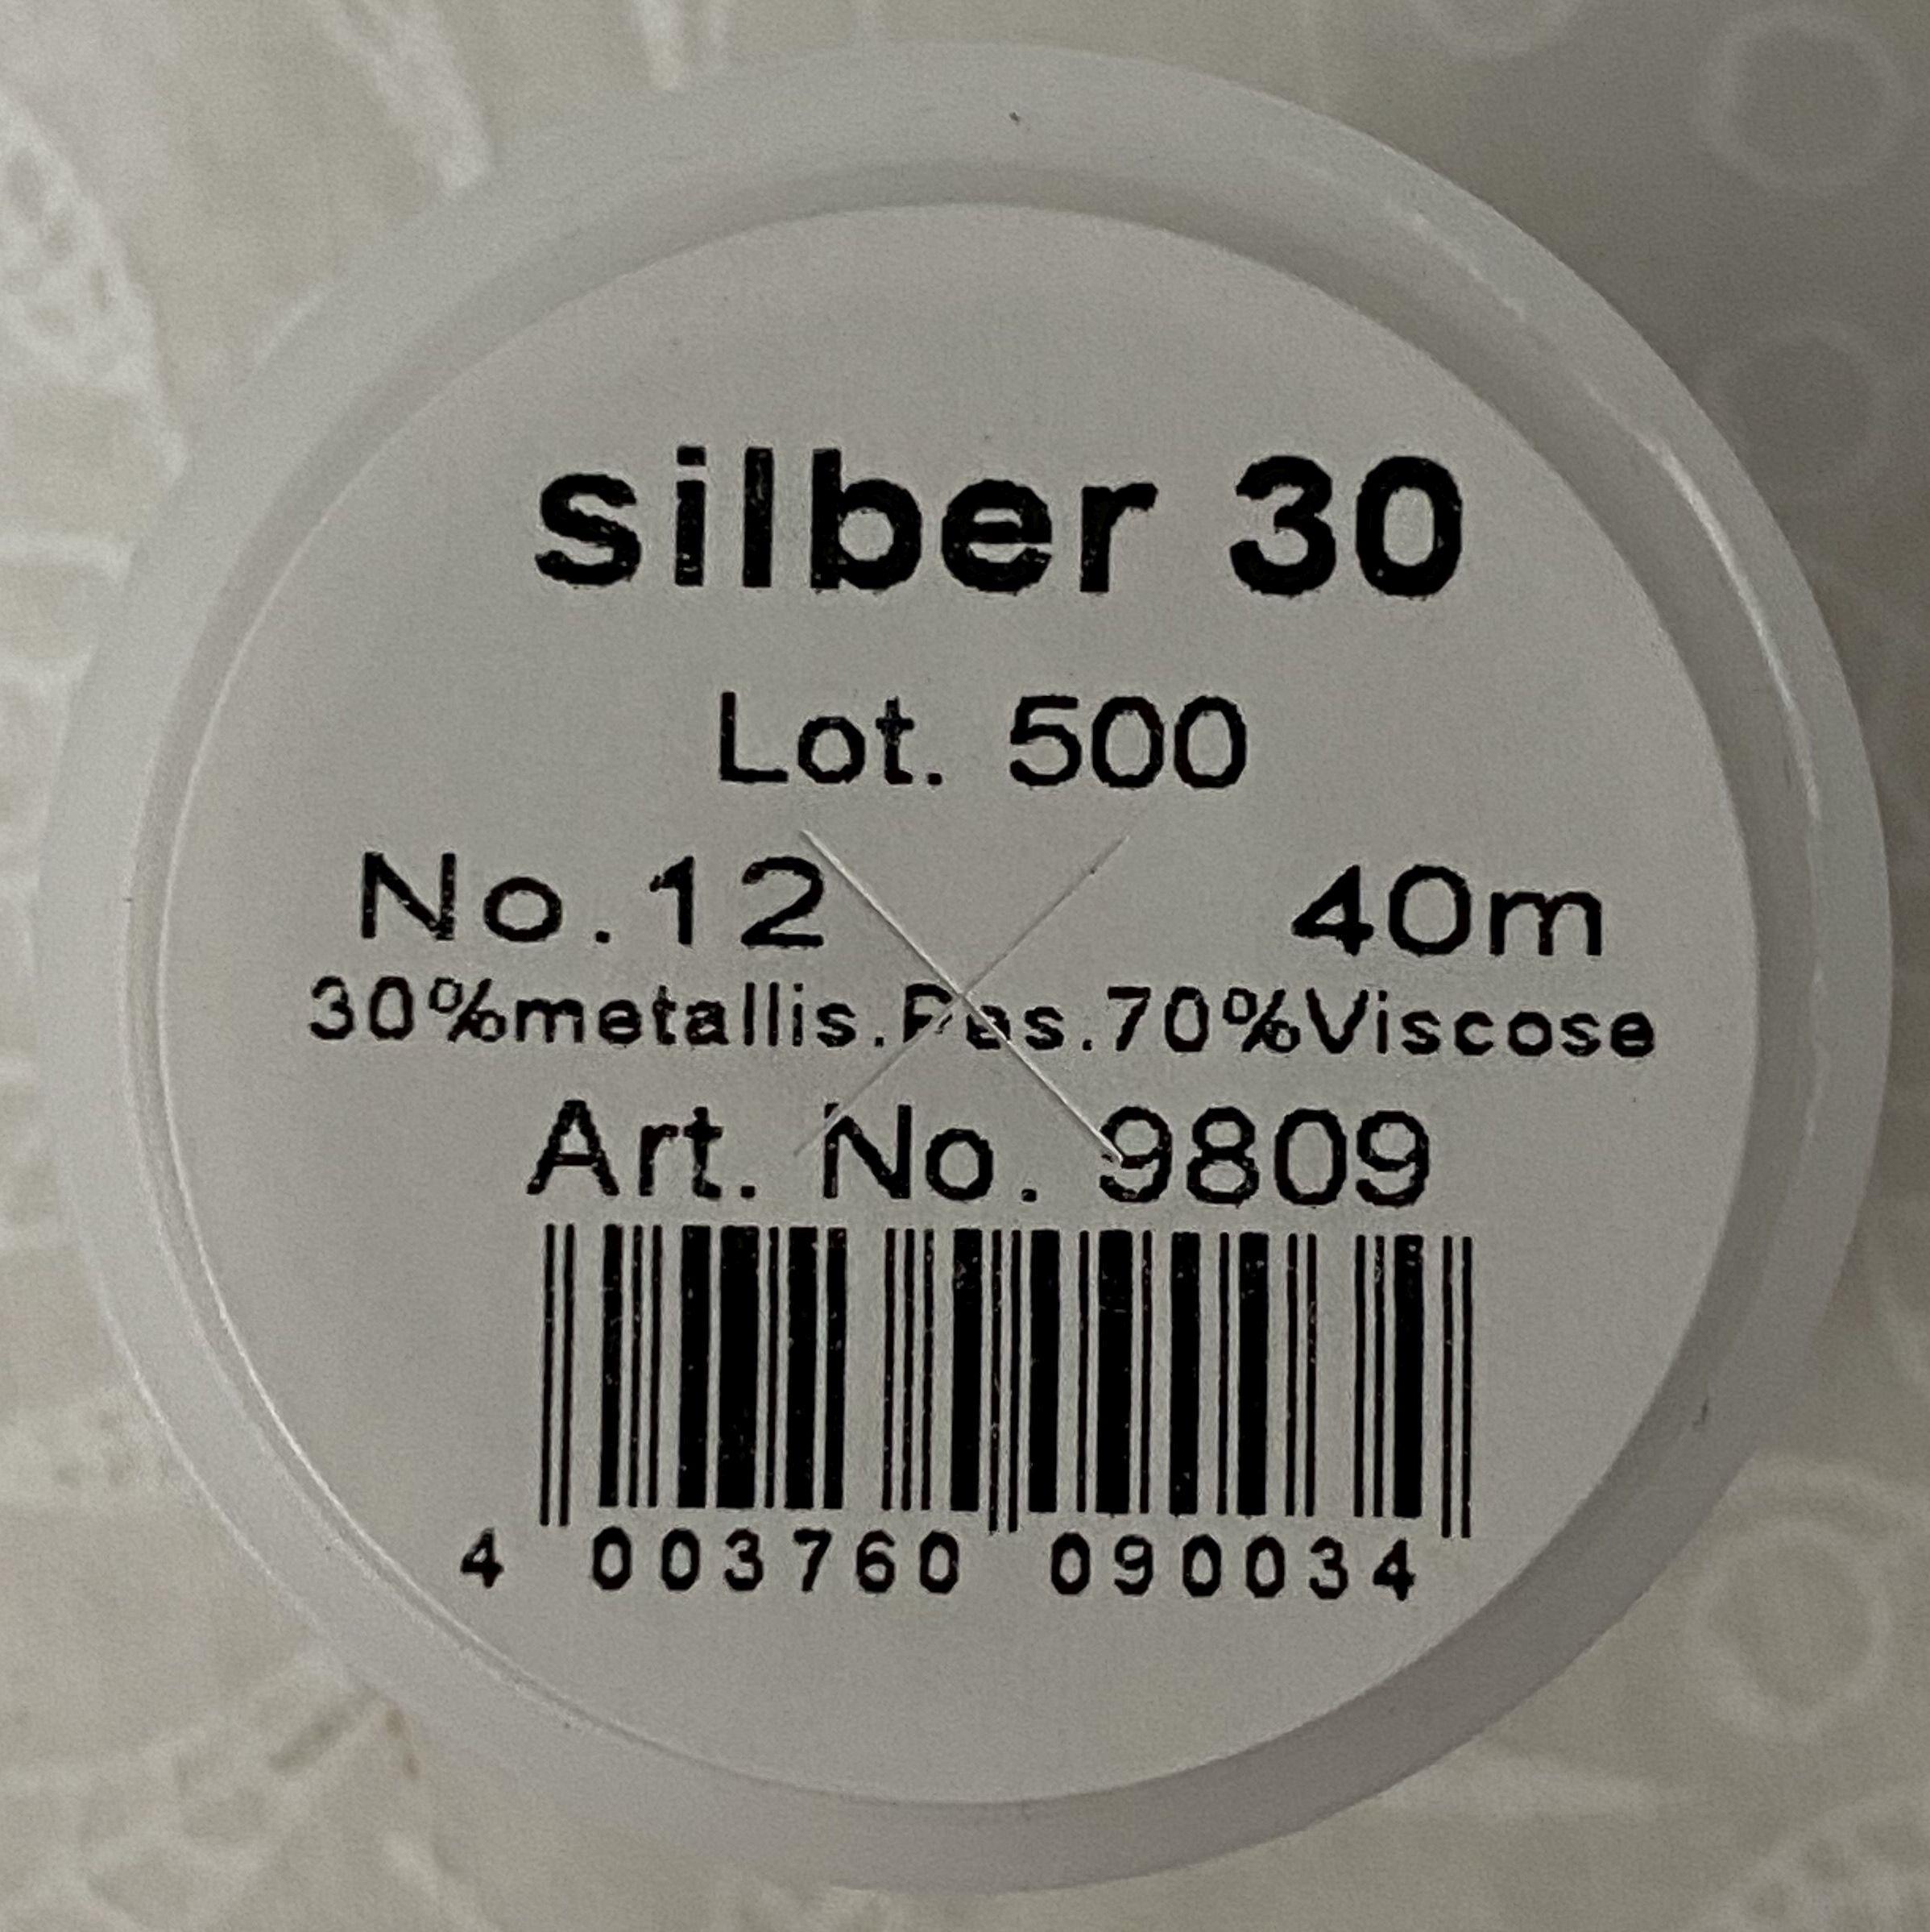 silber 30
Lot. 500
No.12 40m
30%metallis.Pes.70%Viscose
Art. No. 9809
4 003760 090034